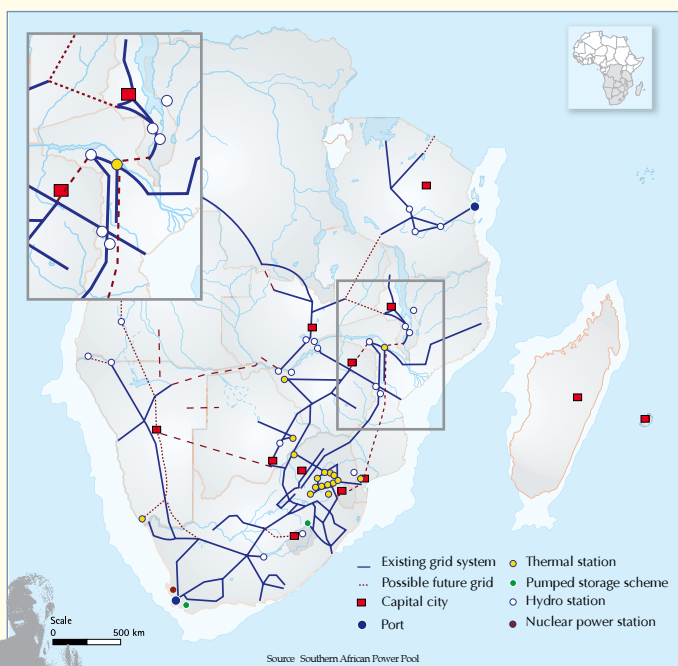 Existing grid system
Possible future grid
Capital city
Port
Thermal station
Pumped storage scheme
Hydro station
Nuclear power station
Scale
0 500 km
Source Southern African Power Pool